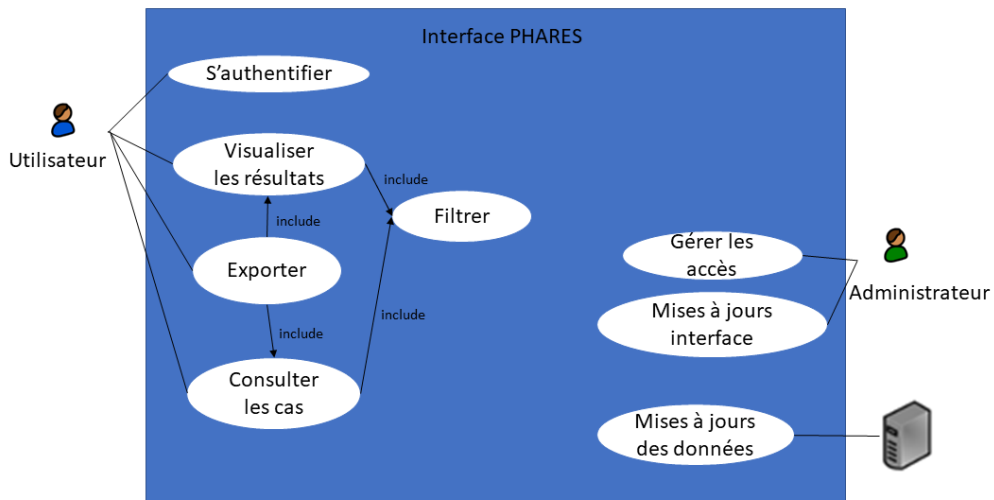 Interface PHARES
S'authentifier
Utilisateur
Visualiser
les résultats
include
include
Filtrer
Exporter
include
include
Consulter
les cas
Gérer les
accès
Administrateur
Mises à jours
interface
Mises à jours
des données